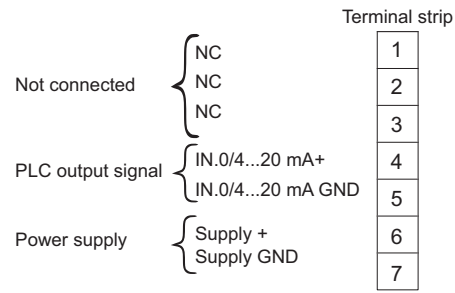 Terminal strip
NC 1
Not connected NC 2
NC 3
PLC output signal IN.0/4...20 mA+ 4
IN.0/4...20 mA GND 5
Power supply Supply + 6
Supply GND 7